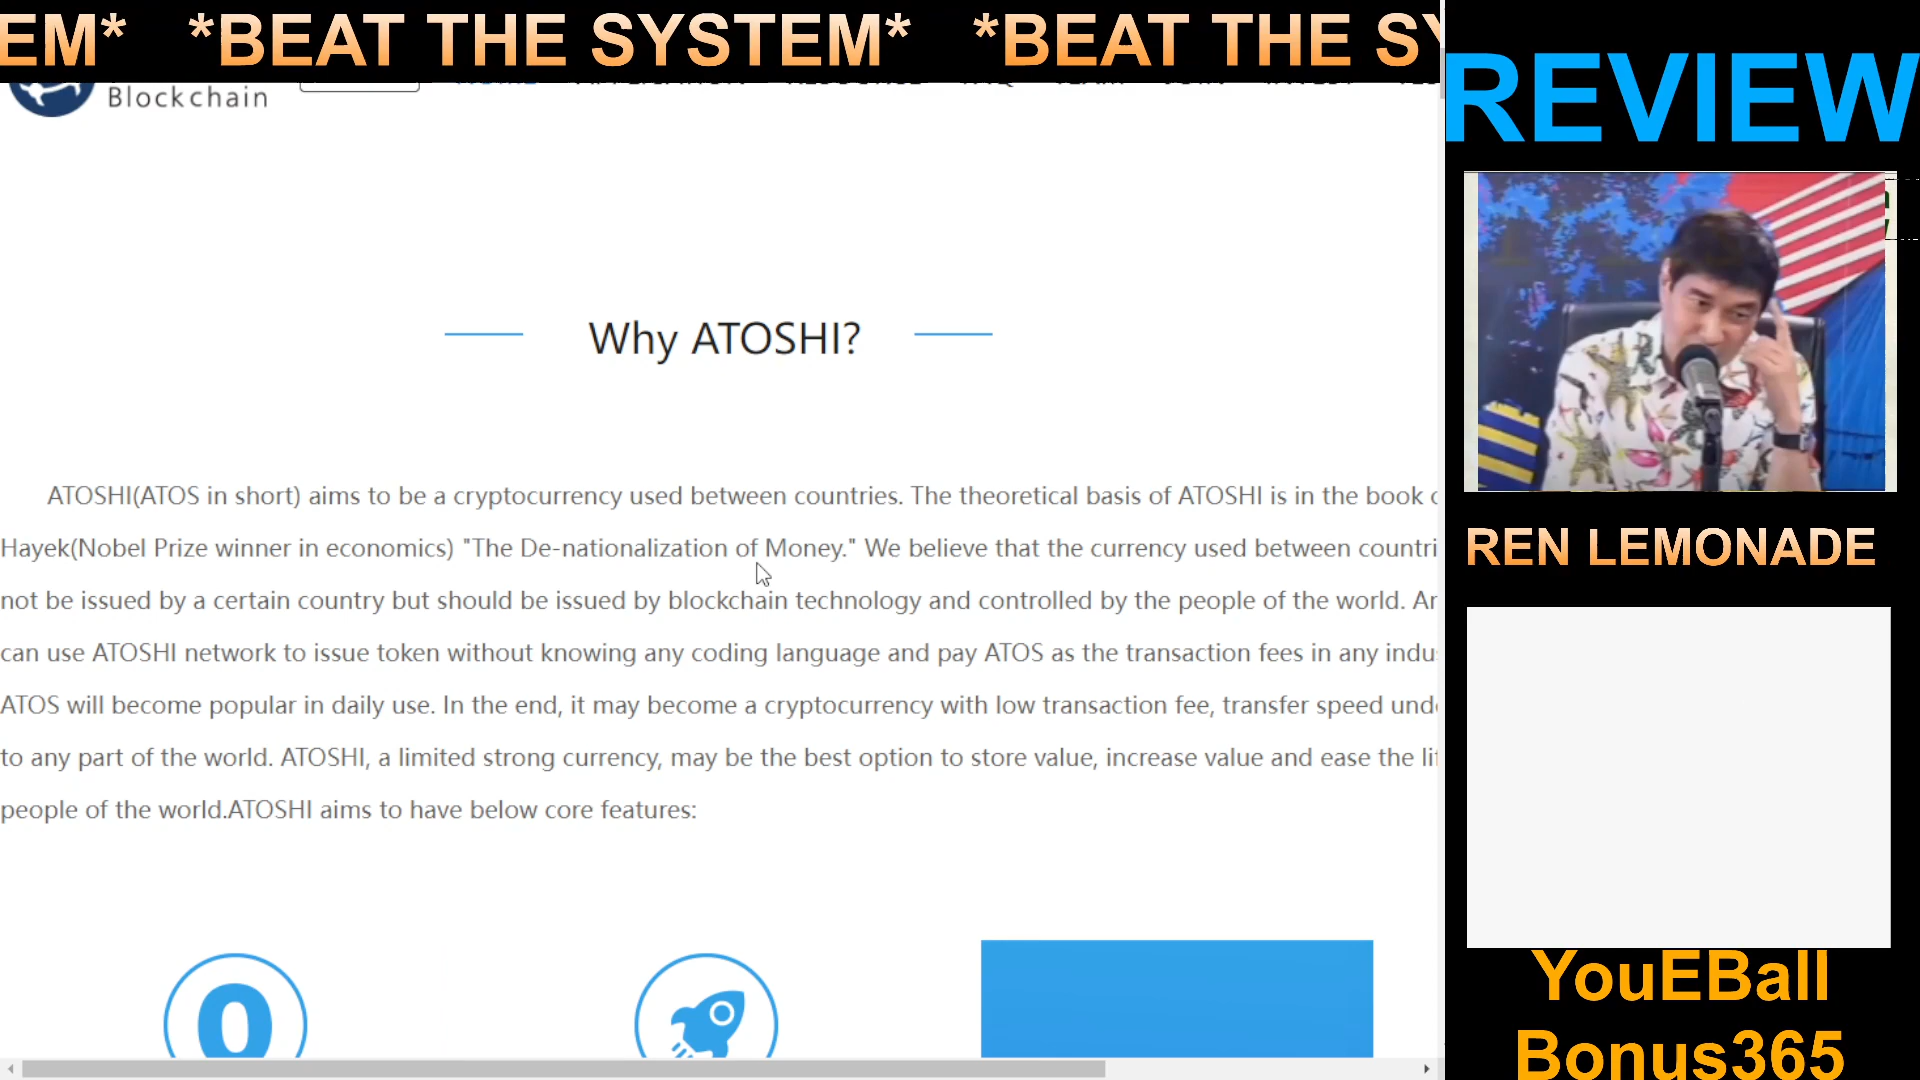 EM* *BEAT THE SYSTEM* *BEAT THE SY
REVIEW
Blockchain
Why ATOSHI?
ATOSHI(ATOS in short) aims to be a cryptocurrency used between countries. The theoretical basis of ATOSHI is in the book
Hayek(Nobel Prize winner in economics) "The De-nationalization of Money." We believe that the currency used between countri
not be issued by a certain country but should be issued by blockchain technology and controlled by the people of the world.
can use ATOSHI network to issue token without knowing any coding language and pay ATOS as the transaction fees in any indu
ATOS will become popular in daily use. In the end, it may become a cryptocurrency with low transaction fee, transfer speed und
to any part of the world. ATOSHI, a limited strong currency, may be the best option to store value, increase value and ease the
people of the world.ATOSHI aims to have below core features:
0
REN LEMONADE
YouEBall
Bonus365